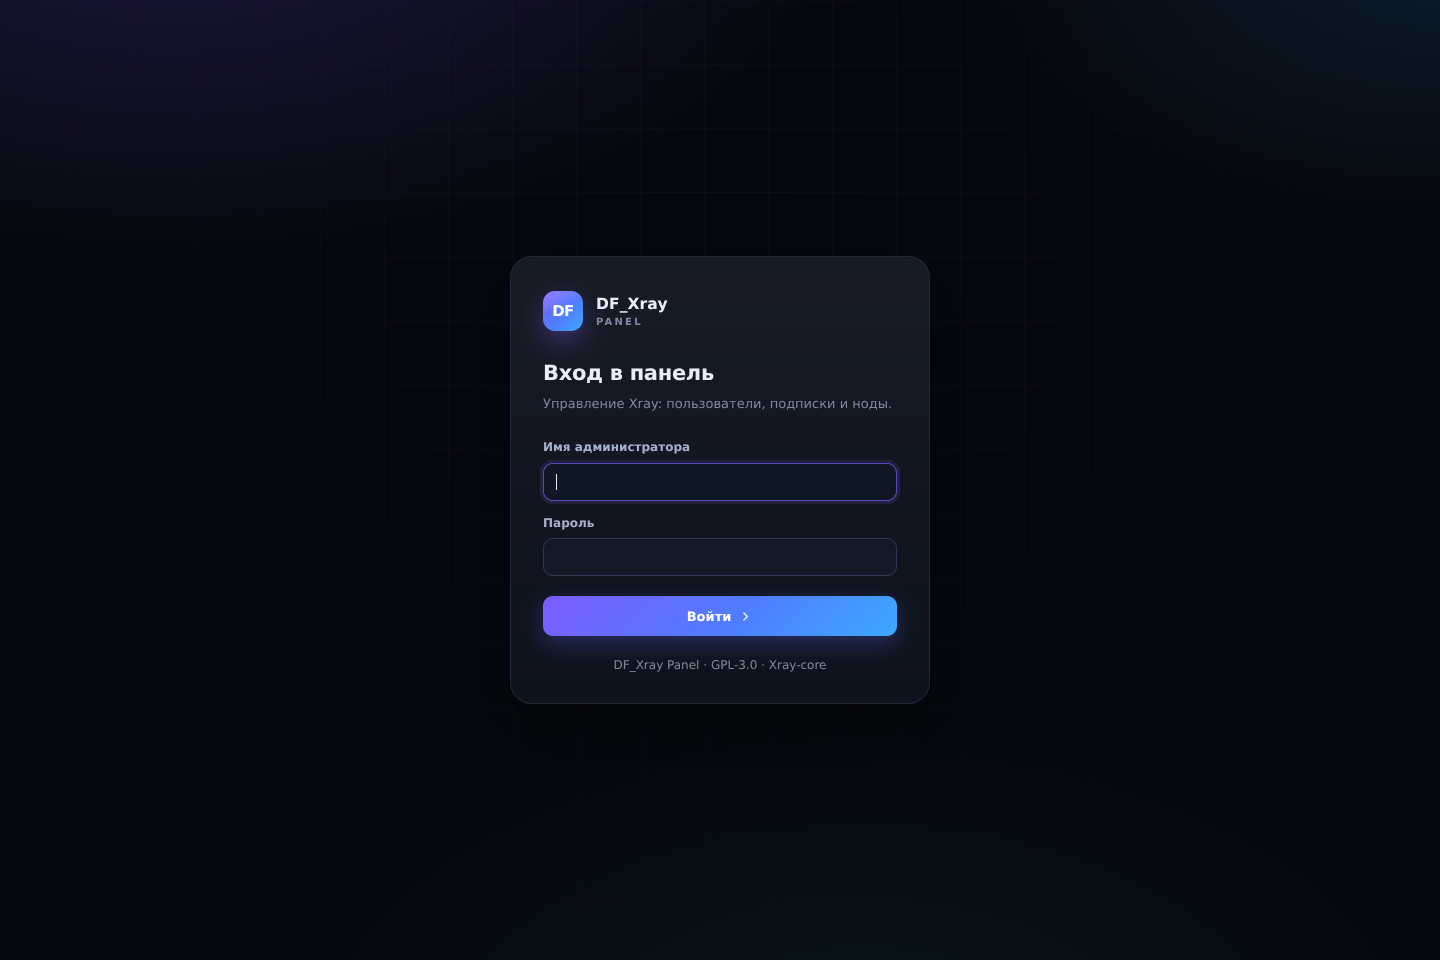 DF
DF_Xray
PANEL
Вход в панель
Управление Xray: пользователи, подписки и ноды.
Имя администратора
Пароль
Войти
DF_Xray Panel · GPL-3.0 · Xray-core